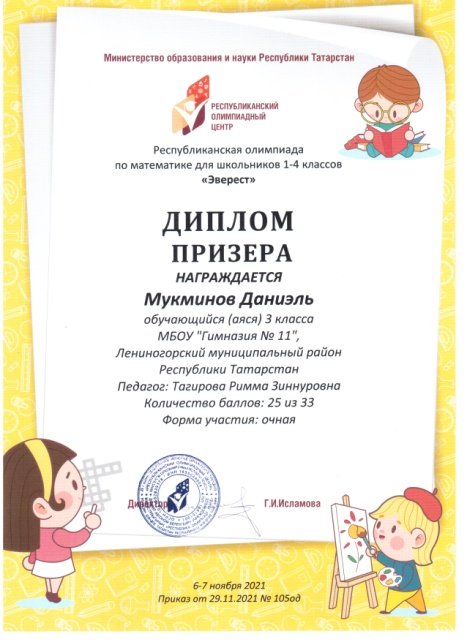 Министерство образования и науки Республики Татарстан
РЕСПУБЛИКАНСКИЙ
ОЛИМПИАДНЫЙ
ЦЕНТР
Республиканская олимпиада
по математике для школьников 1-4 классов
«Эверест»
ДИПЛОМ
ПРИЗЕРА
НАГРАЖДАЕТСЯ
Мукминов Даниэль
обучающийся (аяся) 3 класса
МБОУ "Гимназия № 11",
Лениногорский муниципальный район
Республики Татарстан
Педагог: Тагирова Римма Зиннуровна
Количество баллов: 25 из 33
Форма участия: очная
Директор Г.И.Исламова
6-7 ноября 2021
Приказ от 29.11.2021 № 105од